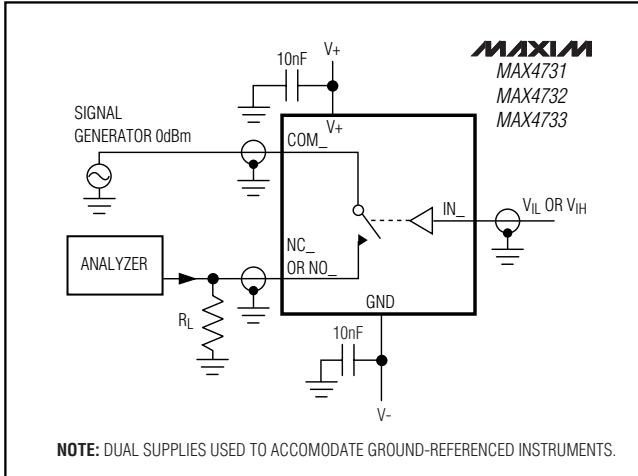 V+
10nF
MAXIM
MAX4731
MAX4732
MAX4733
SIGNAL
GENERATOR 0dBm
V+
COM_
IN_
VIL OR VIH
NC_
OR NO_
ANALYZER
GND
RL
10nF
V-
NOTE: DUAL SUPPLIES USED TO ACCOMODATE GROUND-REFERENCED INSTRUMENTS.